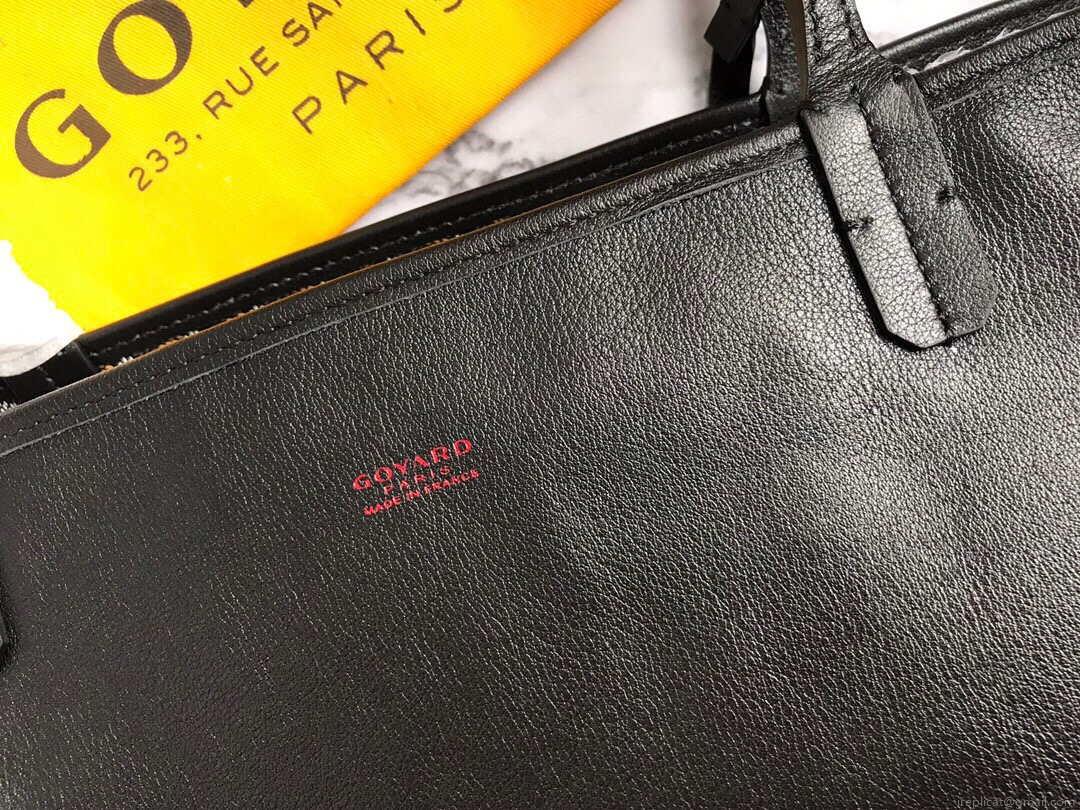 GO
233, RUE SA
PARIS
GOYARD
PARIS
MADE IN FRANCE